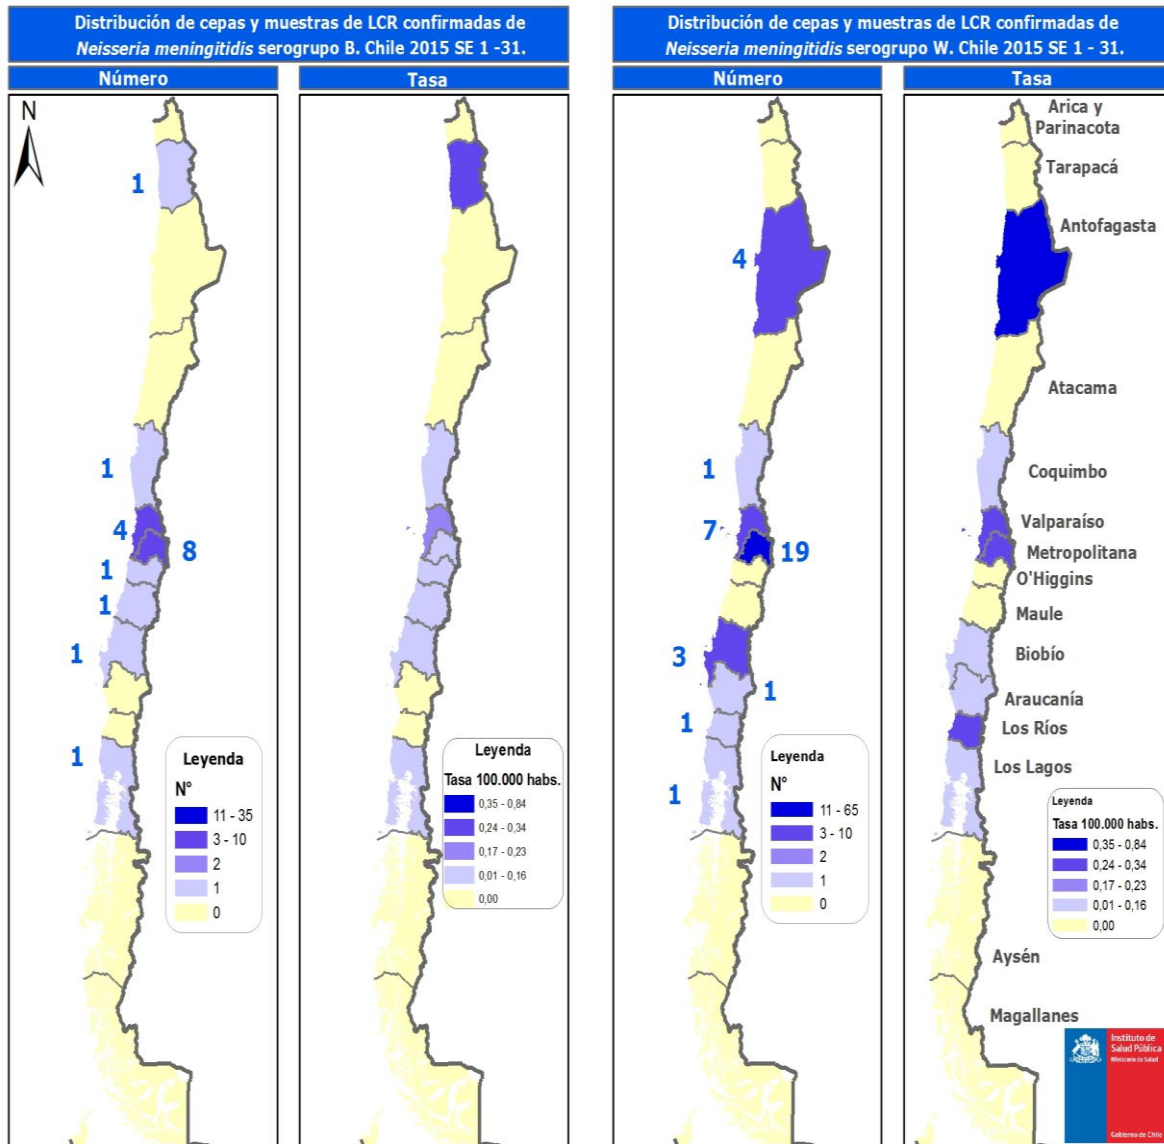 Distribución de cepas y muestras de LCR confirmadas de
Neisseria meningitidis serogrupo B. Chile 2015 SE 1 -31.
Número
Tasa
N
1
1
4
8
1
1
1
1
Leyenda
N°
11 - 35
3 - 10
2
1
0
Leyenda
Tasa 100.000 habs.
0,35 - 0,84
0,24 - 0,34
0,17 - 0,23
0,01 - 0,16
0,00
Distribución de cepas y muestras de LCR confirmadas de
Neisseria meningitidis serogrupo W. Chile 2015 SE 1 - 31.
Número
Tasa
4
1
7
19
3
1
1
1
Leyenda
N°
11 - 65
3 - 10
2
1
0
Arica y
Parinacota
Tarapacá
Antofagasta
Atacama
Coquimbo
Valparaíso
Metropolitana
O'Higgins
Maule
Biobío
Araucanía
Los Ríos
Los Lagos
Leyenda
Tasa 100.000 habs.
0,35 - 0,84
0,24 - 0,34
0,17 - 0,23
0,01 - 0,16
0,00
Aysén
Magallanes
Instituto de
Salud Pública
Ministerio de Salud
Gobierno de Chile